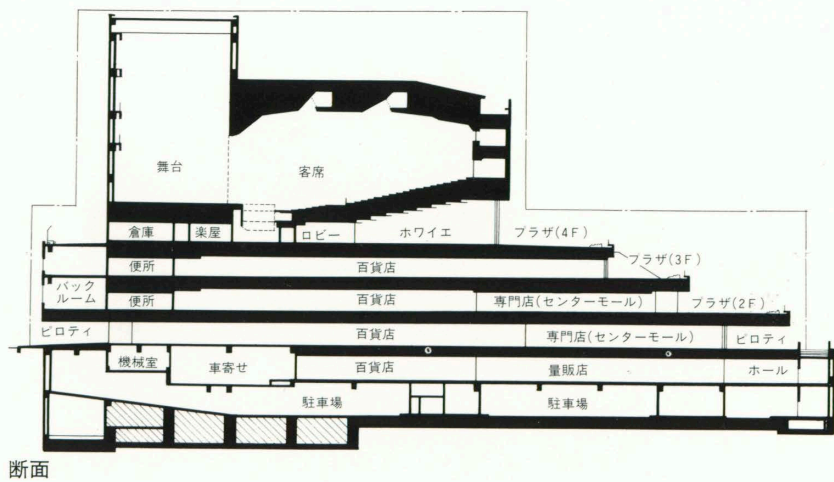 舞台 客席
倉庫 楽屋 ロビー ホワイエ プラザ(4F)
便所 百貨店 プラザ(3F)
バックルーム 便所 百貨店 専門店(センターモール) プラザ(2F)
ピロティ 百貨店 専門店(センターモール) ピロティ
機械室 車寄せ 百貨店 量販店 ホール
駐車場 駐車場
断面